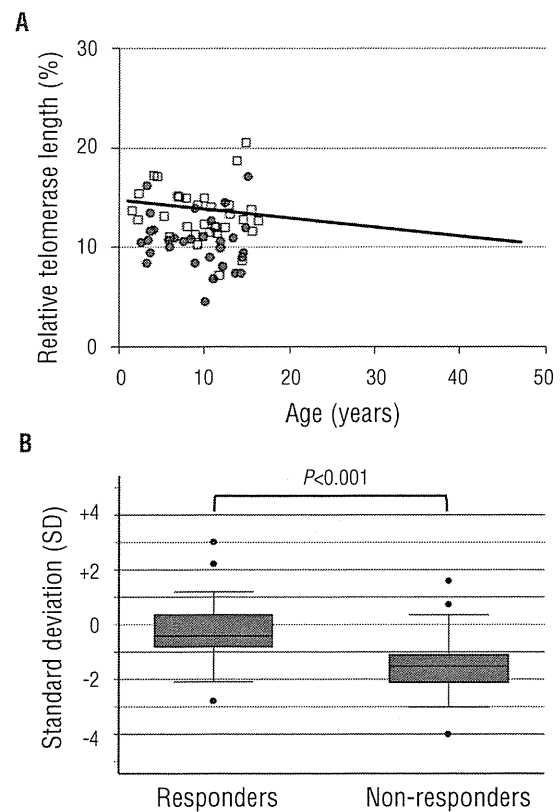 A
Relative telomerase length (%)
30
20
10
0
0 10 20 30 40 50
Age (years)
B
P<0.001
Standard deviation (SD)
+4
+2
0
-2
-4
Responders Non-responders